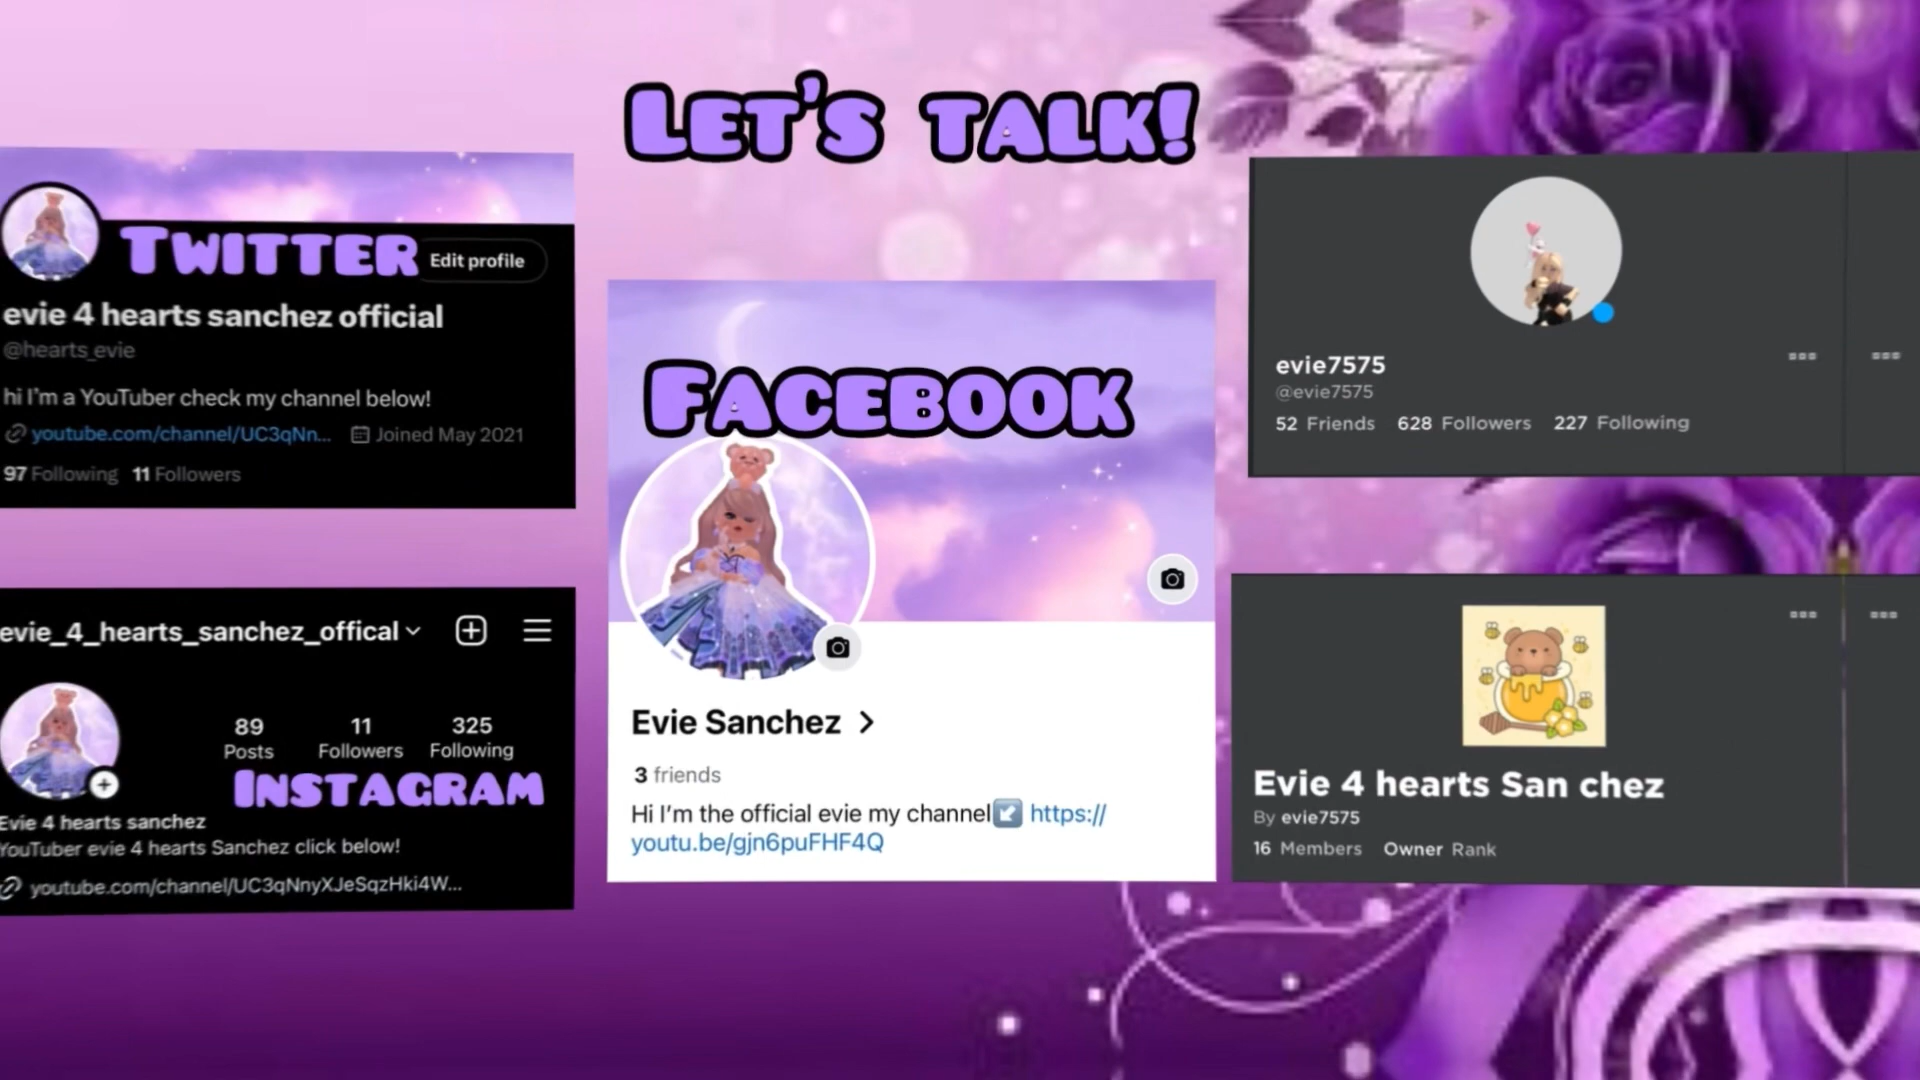 LET'S TALK!
TWITTER
Edit profile
evie 4 hearts sanchez official
@hearts_evie
hi I'm a YouTuber check my channel below!
youtube.com/channel/UC3qNn... Joined May 2021
97 Following 11 Followers
evie_4_hearts_sanchez_offical
89 11 325
Posts Followers Following
INSTAGRAM
Evie 4 hearts sanchez
YouTuber evie 4 hearts Sanchez click below!
youtube.com/channel/UC3qNnyXJeSqzHki4W...
FACEBOOK
Evie Sanchez
3 friends
Hi I'm the official evie my channel↙️ https://
youtu.be/gjn6puFHF4Q
evie7575
@evie7575
52 Friends 628 Followers 227 Following
Evie 4 hearts San chez
By evie7575
16 Members Owner Rank